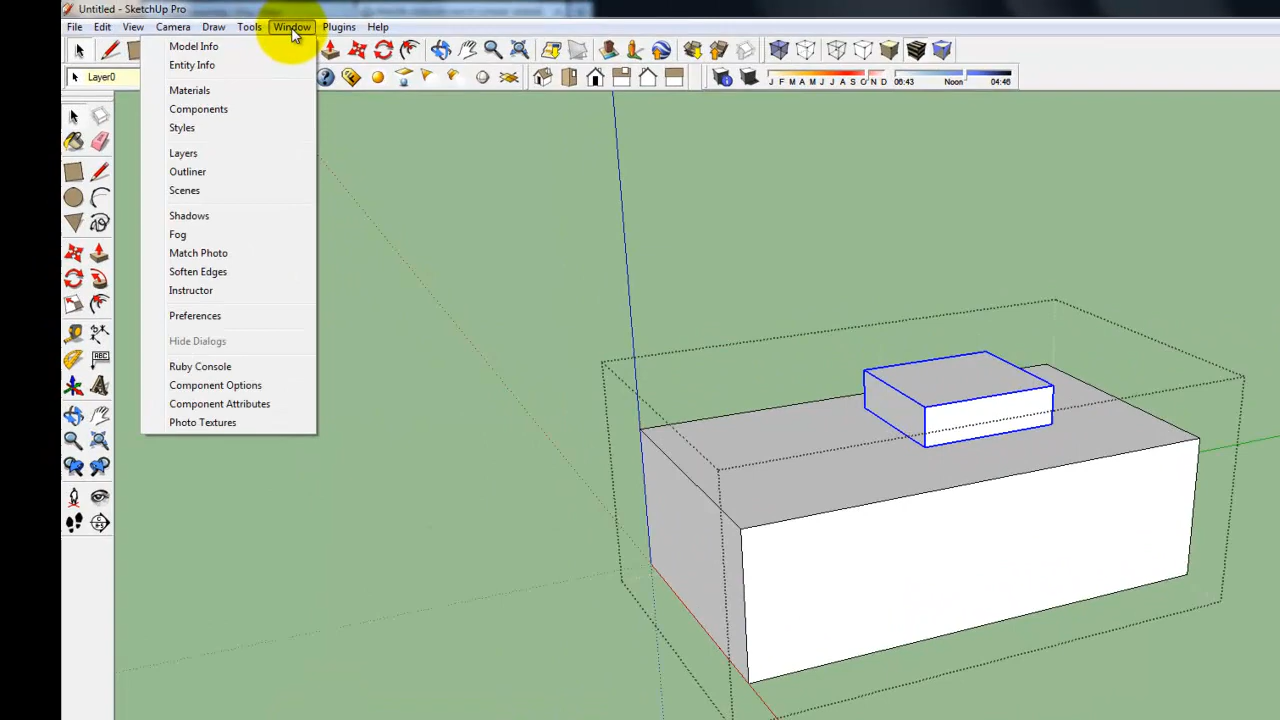 Untitled - SketchUp Pro
File Edit View Camera Draw Tools Window Plugins Help
Layer0
J F M A M J J A S O N D 06:43 Noon 04:46
Model Info
Entity Info
Materials
Components
Styles
Layers
Outliner
Scenes
Shadows
Fog
Match Photo
Soften Edges
Instructor
Preferences
Hide Dialogs
Ruby Console
Component Options
Component Attributes
Photo Textures
ABC